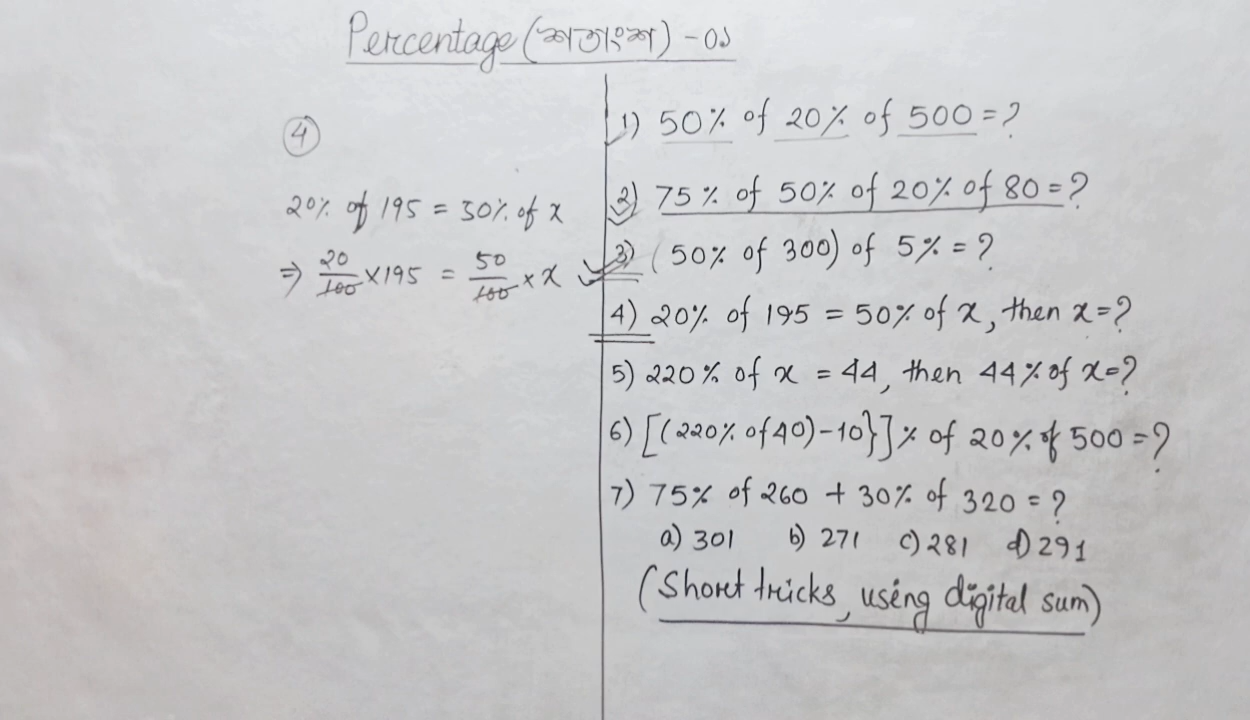 Percentage (শতাংশ) - ০১
④
20% of 195 = 50% of x
⇒ 20/100 × 195 = 50/100 × x
1) 50% of 20% of 500 = ?
2) 75% of 50% of 20% of 80 = ?
3) (50% of 300) of 5% = ?
4) 20% of 195 = 50% of x, then x = ?
5) 220% of x = 44, then 44% of x = ?
6) [(220% of 40) - 10}]% of 20% of 500 = ?
7) 75% of 260 + 30% of 320 = ?
a) 301 b) 271 c) 281 d) 291
(Short tricks, using digital sum)